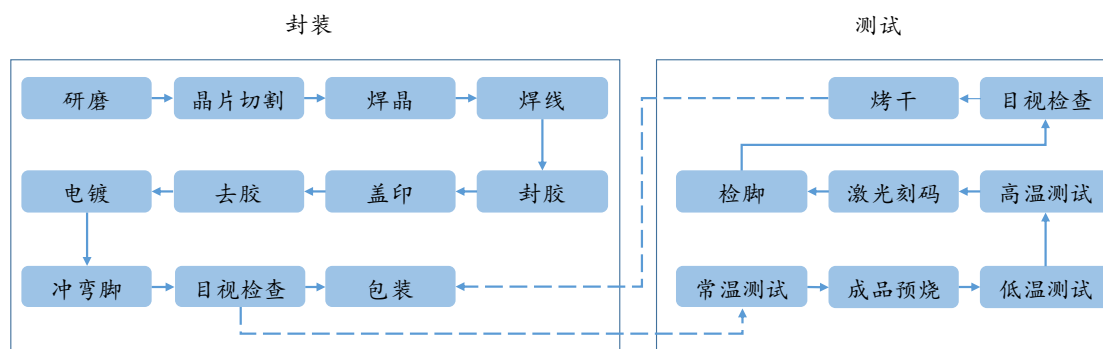 封装
测试
研磨
晶片切割
焊晶
焊线
电镀
去胶
盖印
封胶
冲弯脚
目视检查
包装
烤干
目视检查
检脚
激光刻码
高温测试
常温测试
成品预烧
低温测试